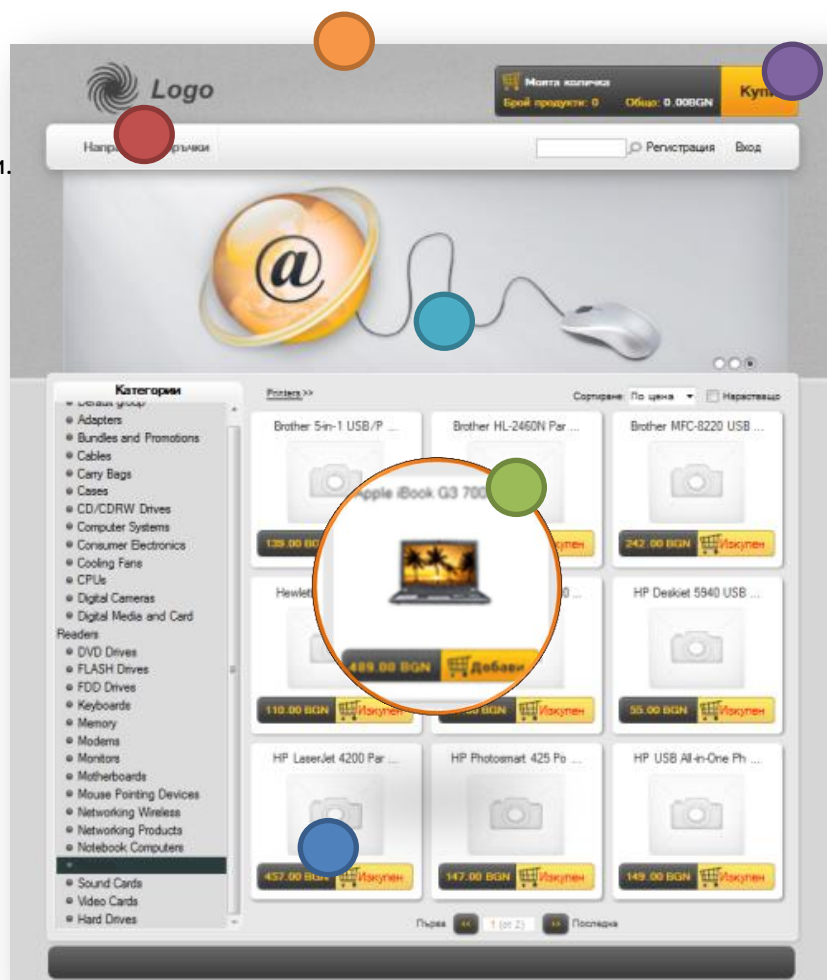 Logo
Моята количка
Брой продукти: 0 Общо: 0.00BGN
Регистрация Вход
@
Категории
Default group
Adapters
Bundles and Promotions
Cables
Carry Bags
Cases
CD/CDRW Drives
Computer Systems
Consumer Electronics
Cooling Fans
CPUs
Digital Cameras
Digital Media and Card
Readers
DVD Drives
FLASH Drives
FDD Drives
Keyboards
Memory
Modems
Monitors
Motherboards
Mouse Pointing Devices
Networking Wireless
Networking Products
Notebook Computers
Sound Cards
Video Cards
Hard Drives
Printers >>
Сортиране: По цена Нарастващо
Brother 5-in-1 USB/P ...
Brother HL-2460N Par ...
Brother MFC-8220 USB ...
139.00
242.00 BGN Изкупен
Apple iBook G3
489.00 BGN Добави
HP Deskjet 5940 USB ...
110.00 BGN Изкупен
BGN Изкупен
55.00 BGN Изкупен
HP LaserJet 4200 Par ...
HP Photosmart 425 Po ...
HP USB All-in-One Ph ...
457.00 Изкупен
147.00 BGN Изкупен
149.00 BGN Изкупен
Първа << 1 (от 2) >> Последна